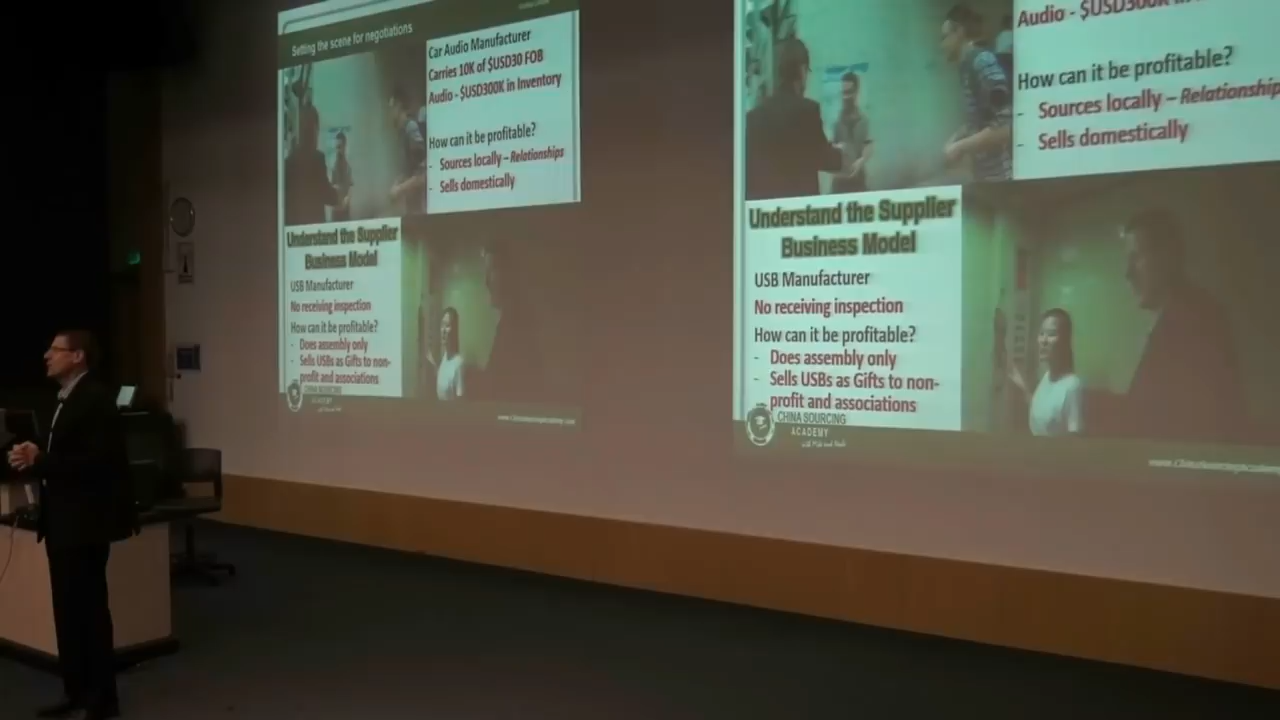 Setting the scene for negotiations
Car Audio Manufacturer
Carries 10K of $USD30 FOB
Audio - $USD300K in Inventory
How can it be profitable?
- Sources locally – Relationships
- Sells domestically
Understand the Supplier
Business Model
USB Manufacturer
No receiving inspection
How can it be profitable?
- Does assembly only
- Sells USBs as Gifts to non-
profit and associations
CHINA SOURCING
ACADEMY
Audio - $USD300K in
How can it be profitable?
- Sources locally – Relationship
- Sells domestically
Understand the Supplier
Business Model
USB Manufacturer
No receiving inspection
How can it be profitable?
- Does assembly only
- Sells USBs as Gifts to non-
profit and associations
CHINA SOURCING
ACADEMY